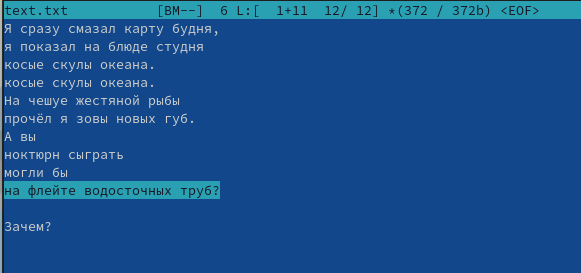 text.txt [BM--] 6 L:[ 1+11 12/ 12] *(372 / 372b) <EOF>
Я сразу смазал карту будня,
я показал на блюде студня
косые скулы океана.
косые скулы океана.
На чешуе жестяной рыбы
прочёл я зовы новых губ.
А вы
ноктюрн сыграть
могли бы
на флейте водосточных труб?
Зачем?